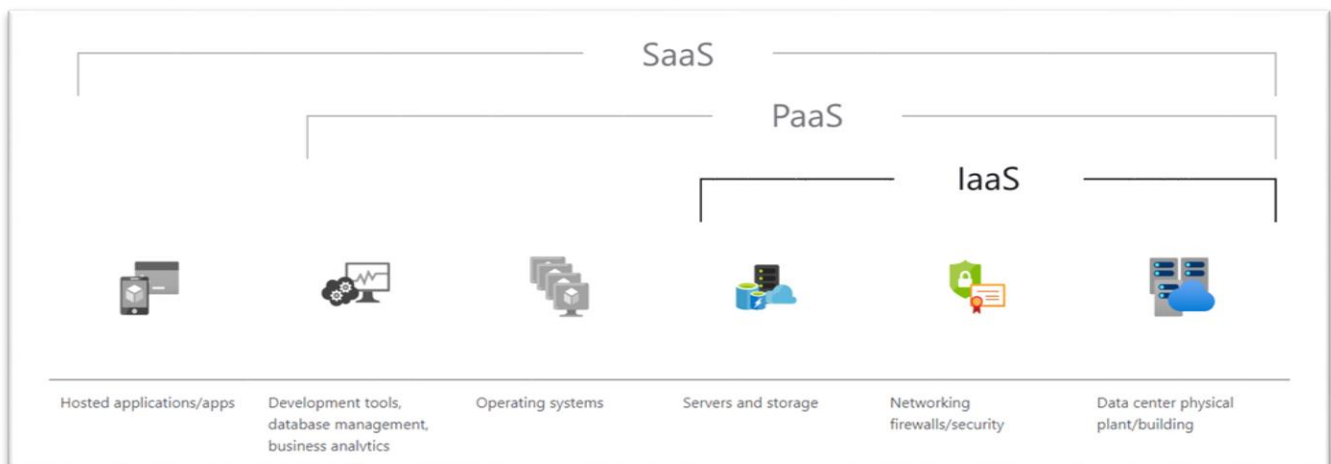 SaaS
PaaS
IaaS
Hosted applications/apps
Development tools,
database management,
business analytics
Operating systems
Servers and storage
Networking
firewalls/security
Data center physical
plant/building